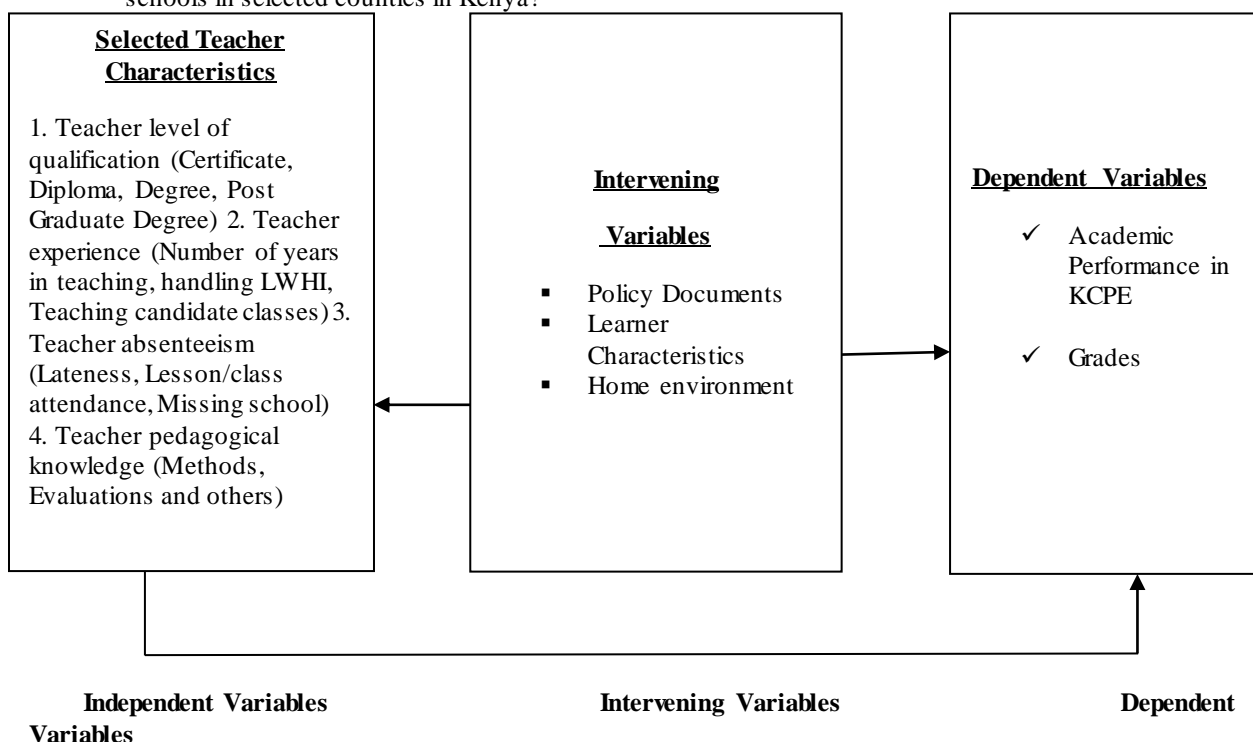 schools in selected counties in Kenya?
Selected Teacher
Characteristics
1. Teacher level of
qualification (Certificate,
Diploma, Degree, Post
Graduate Degree) 2. Teacher
experience (Number of years
in teaching, handling LWHI,
Teaching candidate classes) 3.
Teacher absenteeism
(Lateness, Lesson/class
attendance, Missing school)
4. Teacher pedagogical
knowledge (Methods,
Evaluations and others)
Intervening
Variables
▪ Policy Documents
▪ Learner
Characteristics
▪ Home environment
Dependent Variables
✓ Academic
Performance in
KCPE
✓ Grades
Independent Variables Intervening Variables Dependent
Variables